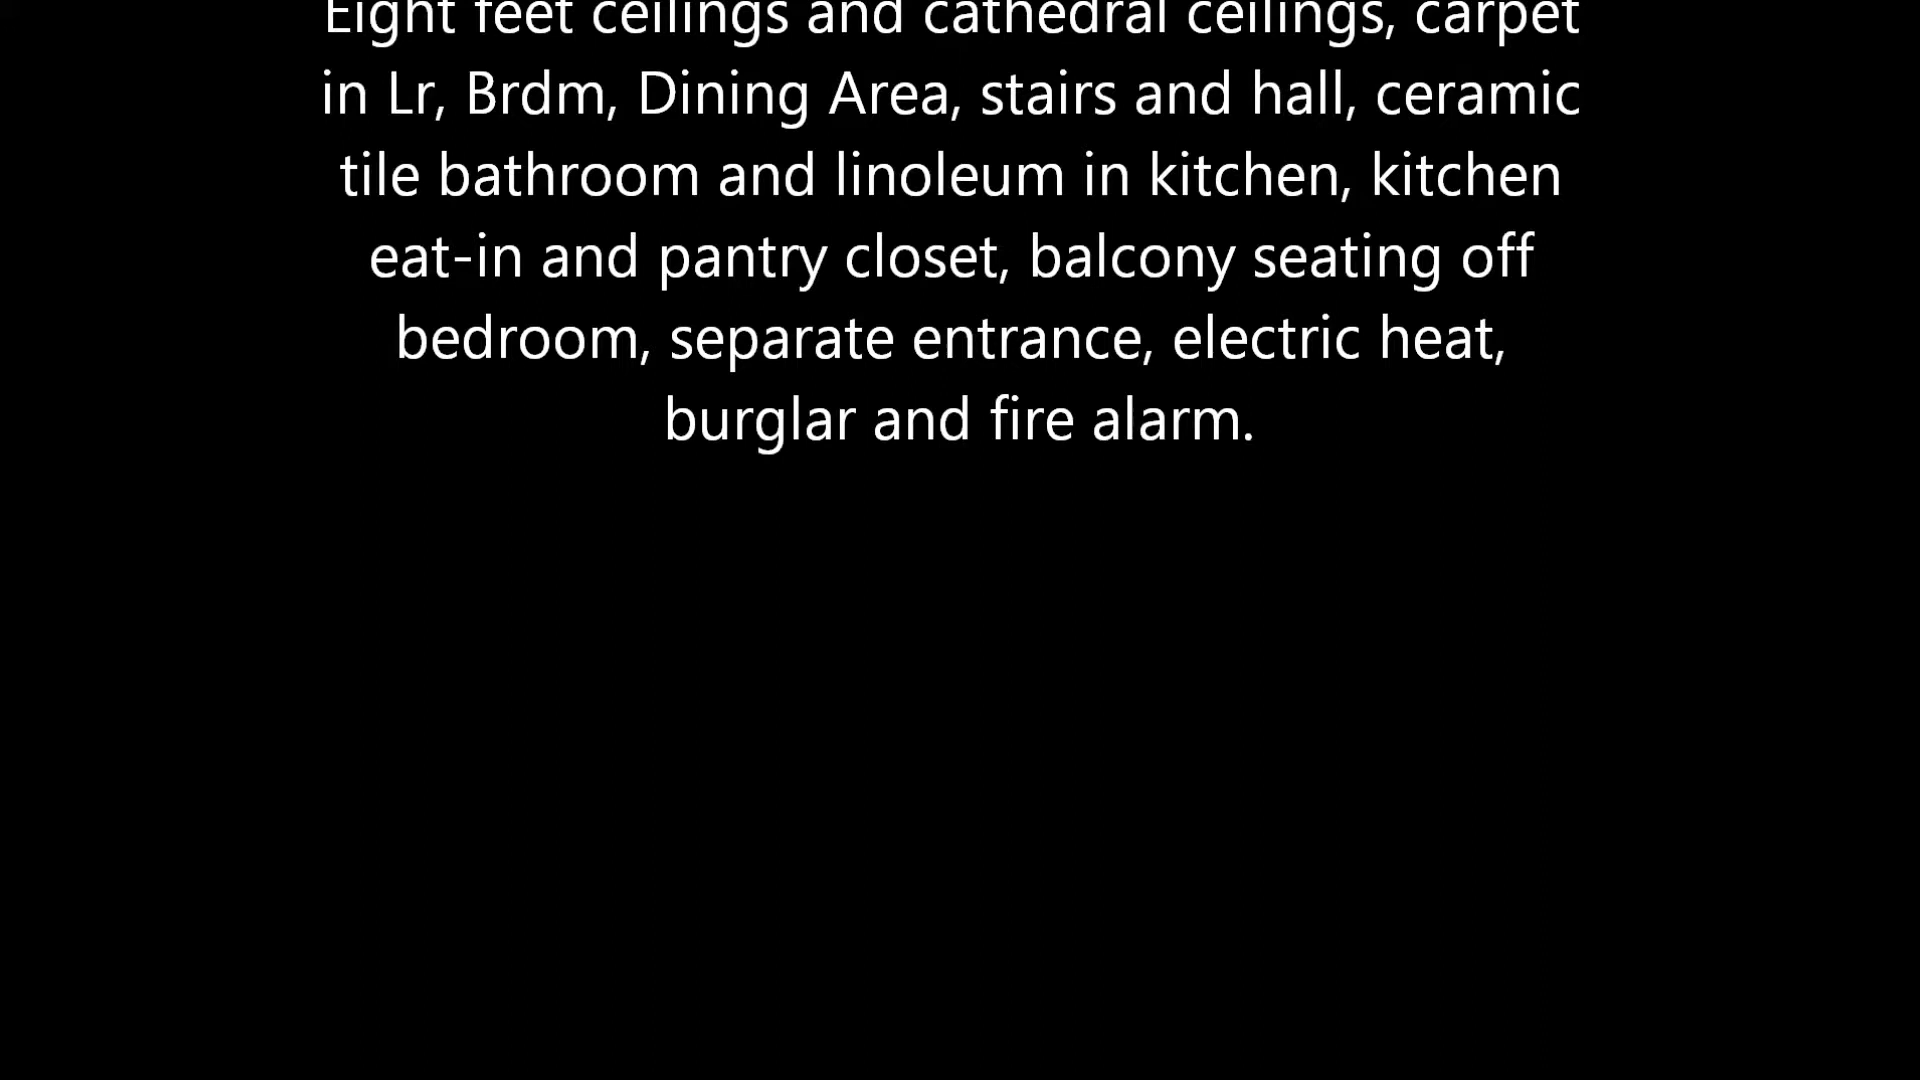 Eight feet ceilings and cathedral ceilings, carpet
in Lr, Brdm, Dining Area, stairs and hall, ceramic
tile bathroom and linoleum in kitchen, kitchen
eat-in and pantry closet, balcony seating off
bedroom, separate entrance, electric heat,
burglar and fire alarm.